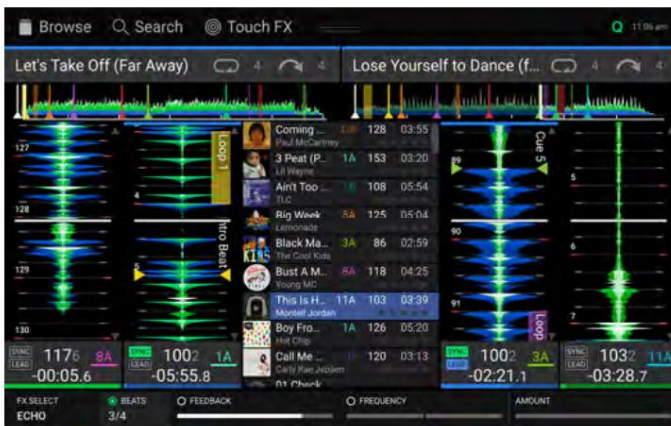 Browse
Search
Touch FX
11:06 am
Let's Take Off (Far Away)
4
4
Lose Yourself to Dance (f...
4
4
127
128
129
130
Loop 1
4
Intro Beat
5
Coming ...
128
03:55
Paul McCartney
3 Peat (P...
1A
153
03:20
Lil Wayne
Ain't Too ...
108
05:54
TLC
Big Week...
8A
125
05:04
Lemonade
Black Ma...
3A
86
02:59
The Cool Kids
Bust A M...
8A
118
04:25
Young MC
This Is H...
11A
103
03:39
Montell Jordan
Boy Fro...
1A
126
05:20
Hot Chip
Call Me ...
120
03:13
Carly Rae Jepsen
01 Check
Cue 5
89
90
91
Loop
5
6
7
SYNC
LEAD
1176
8A
-00:05.6
SYNC
LEAD
1002
1A
-05:55.8
SYNC
LEAD
1002
3A
-02:21.1
SYNC
LEAD
1032
11A
-03:28.7
FX SELECT
ECHO
BEATS
3/4
FEEDBACK
FREQUENCY
AMOUNT